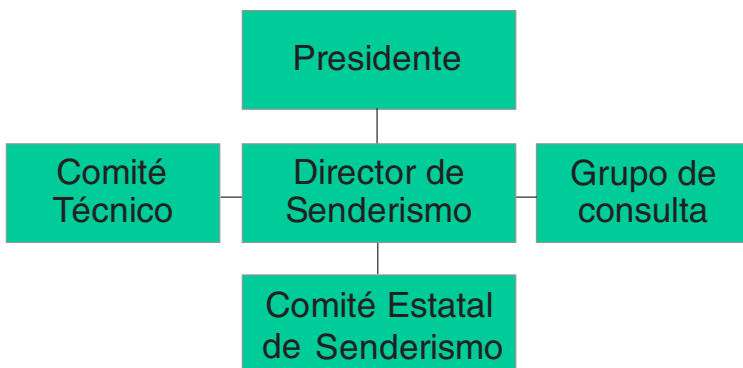 Presidente
Comité
Técnico
Director de
Senderismo
Grupo de
consulta
Comité Estatal
de Senderismo